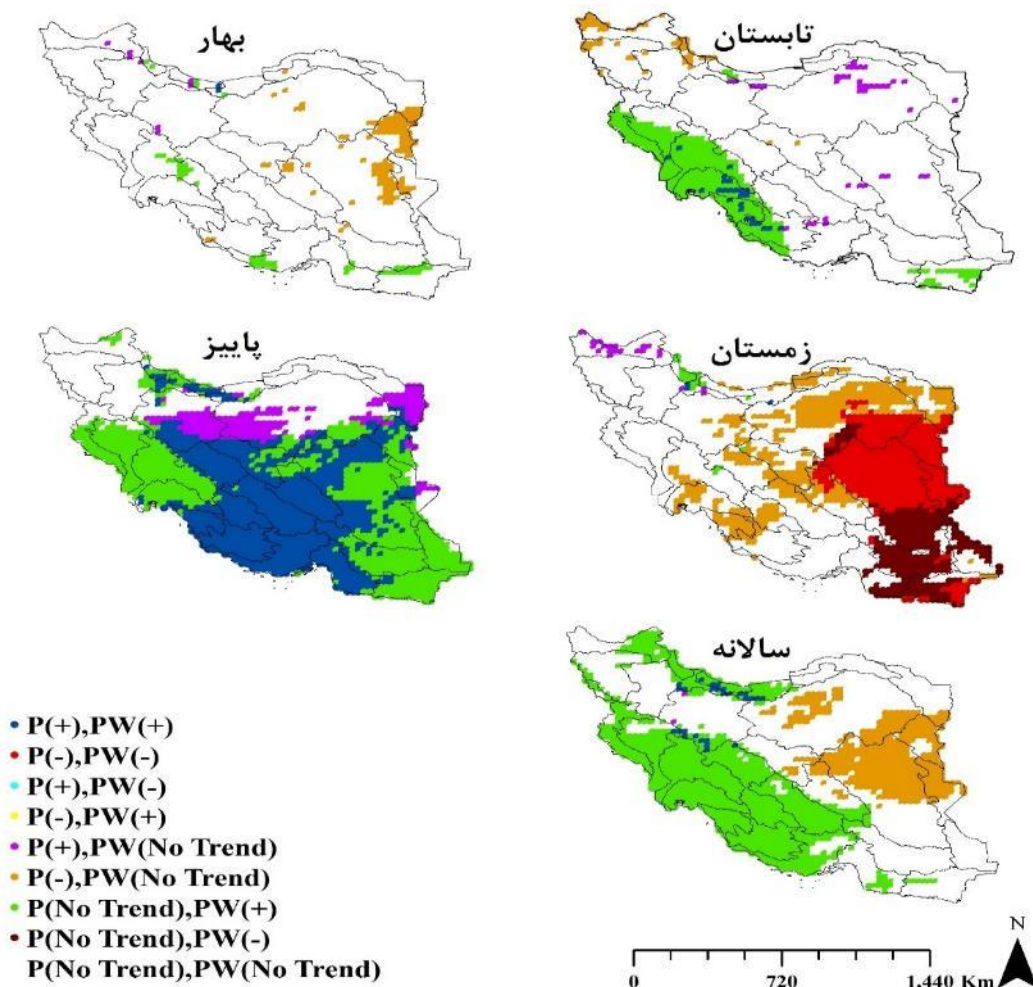 بهار
تابستان
پاییز
زمستان
سالانه
P(+),PW(+)
P(-),PW(-)
P(+),PW(-)
P(-),PW(+)
P(+),PW(No Trend)
P(-),PW(No Trend)
P(No Trend),PW(+)
P(No Trend),PW(-)
P(No Trend),PW(No Trend)
N
0 720 1,440 Km